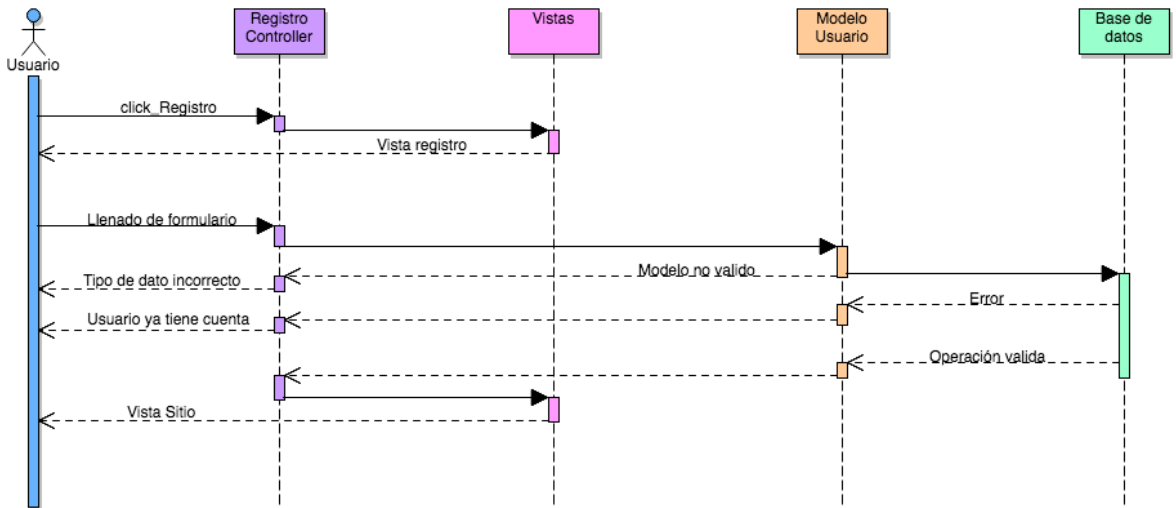 Registro
Controller
Vistas
Modelo
Usuario
Base de
datos
Usuario
click_Registro
Vista registro
Llenado de formulario
Modelo no valido
Tipo de dato incorrecto
Error
Usuario ya tiene cuenta
Operación valida
Vista Sitio